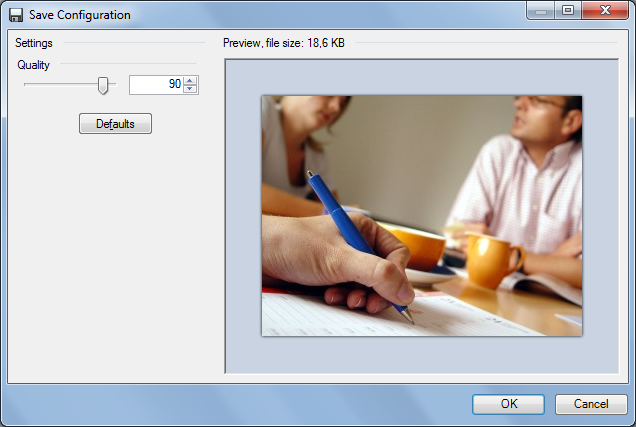 Save Configuration
Settings
Preview, file size: 18,6 KB
Quality
90
Defaults
OK
Cancel